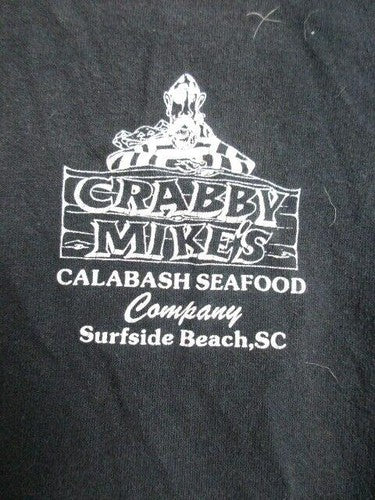 CRABBY
MIKE'S
CALABASH SEAFOOD
Company
Surfside Beach,SC